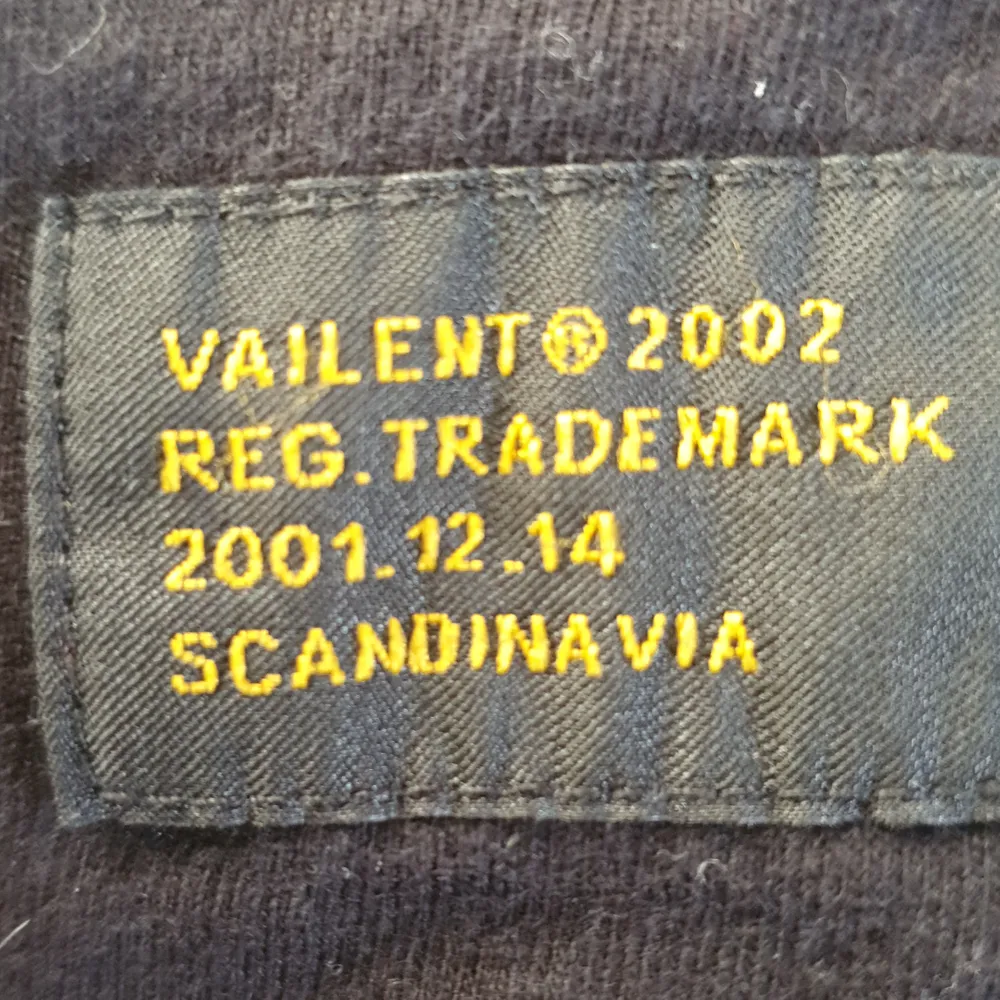 VAILENT® 2002
REG. TRADEMARK
2001.12.14
SCANDINAVIA